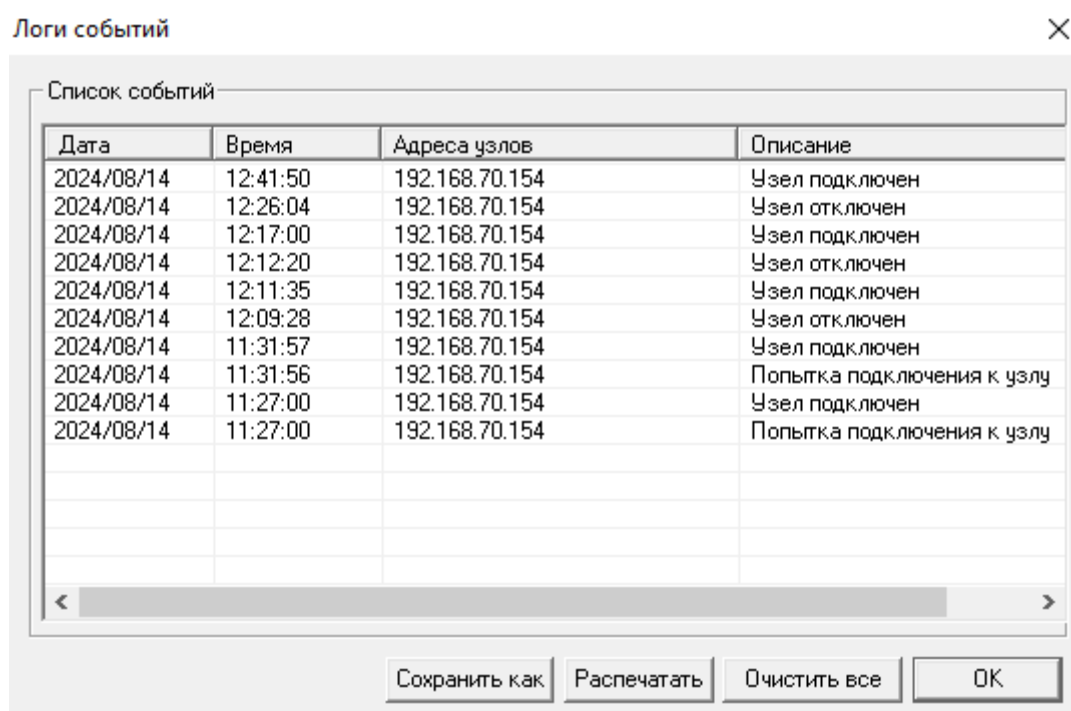 Логи событий
Список событий
Дата Время Адреса узлов Описание
2024/08/14 12:41:50 192.168.70.154 Узел подключен
2024/08/14 12:26:04 192.168.70.154 Узел отключен
2024/08/14 12:17:00 192.168.70.154 Узел подключен
2024/08/14 12:12:20 192.168.70.154 Узел отключен
2024/08/14 12:11:35 192.168.70.154 Узел подключен
2024/08/14 12:09:28 192.168.70.154 Узел отключен
2024/08/14 11:31:57 192.168.70.154 Узел подключен
2024/08/14 11:31:56 192.168.70.154 Попытка подключения к узлу
2024/08/14 11:27:00 192.168.70.154 Узел подключен
2024/08/14 11:27:00 192.168.70.154 Попытка подключения к узлу
Сохранить как Распечатать Очистить все OK